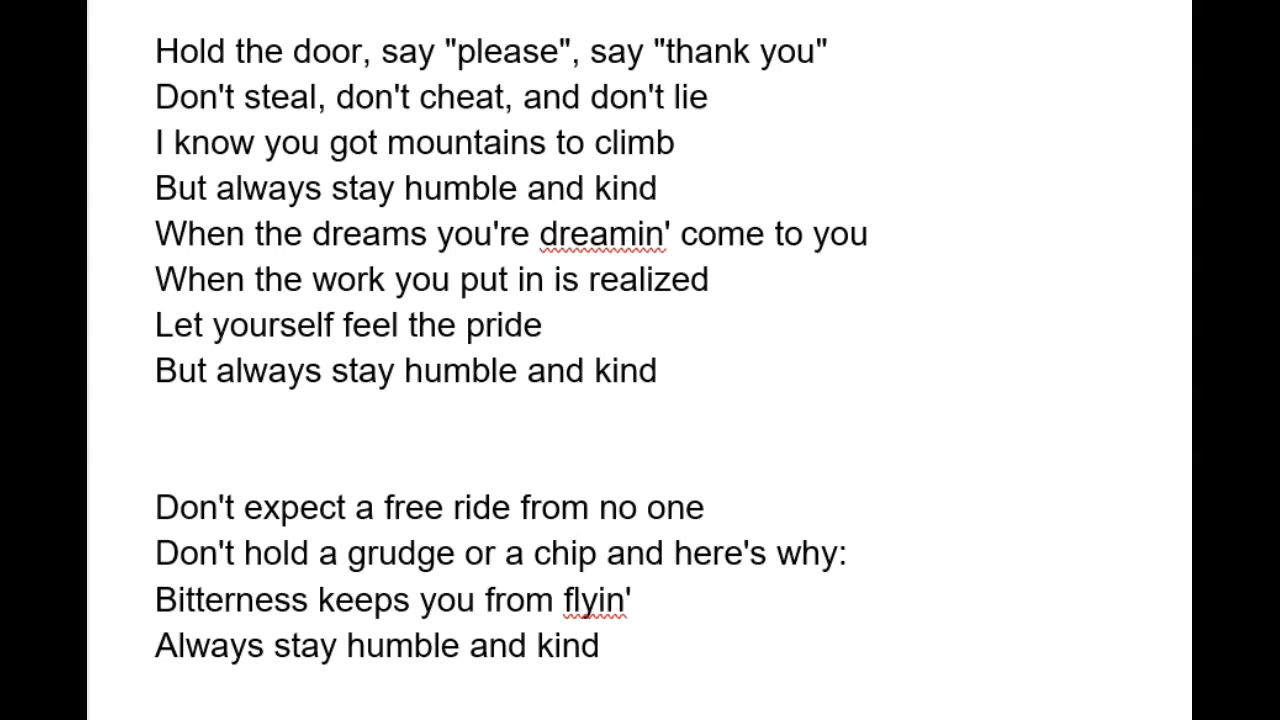 Hold the door, say "please", say "thank you"
Don't steal, don't cheat, and don't lie
I know you got mountains to climb
But always stay humble and kind
When the dreams you're dreamin' come to you
When the work you put in is realized
Let yourself feel the pride
But always stay humble and kind
Don't expect a free ride from no one
Don't hold a grudge or a chip and here's why:
Bitterness keeps you from flyin'
Always stay humble and kind